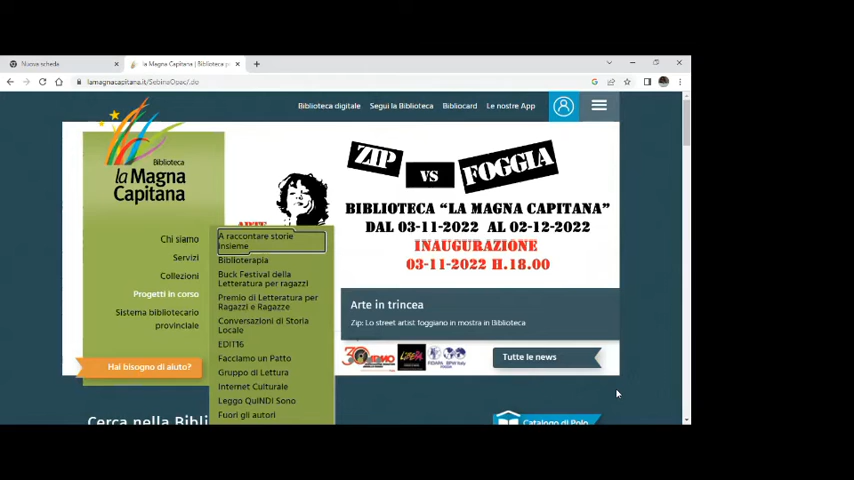 Nuova scheda
la Magna Capitana | Biblioteca p
lamagnacapitana.it/SebinaOpac/.do
Biblioteca digitale
Segui la Biblioteca
Bibliocard
Le nostre App
Biblioteca
la Magna
Capitana
ZIP
VS
FOGGIA
BIBLIOTECA “LA MAGNA CAPITANA”
DAL 03-11-2022 AL 02-12-2022
INAUGURAZIONE
03-11-2022 H.18.00
Chi siamo
Servizi
Collezioni
Progetti in corso
Sistema bibliotecario
provinciale
Hai bisogno di aiuto?
A raccontare storie
insieme
Biblioterapia
Buck Festival della
Letteratura per ragazzi
Premio di Letteratura per
Ragazzi e Ragazze
Conversazioni di Storia
Locale
EDIT16
Facciamo un Patto
Gruppo di Lettura
Internet Culturale
Leggo QuiNDI Sono
Fuori gli autori
Arte in trincea
Zip: Lo street artist foggiano in mostra in Biblioteca
Tutte le news
Cerca nella Bibli
Catalogo di Polo